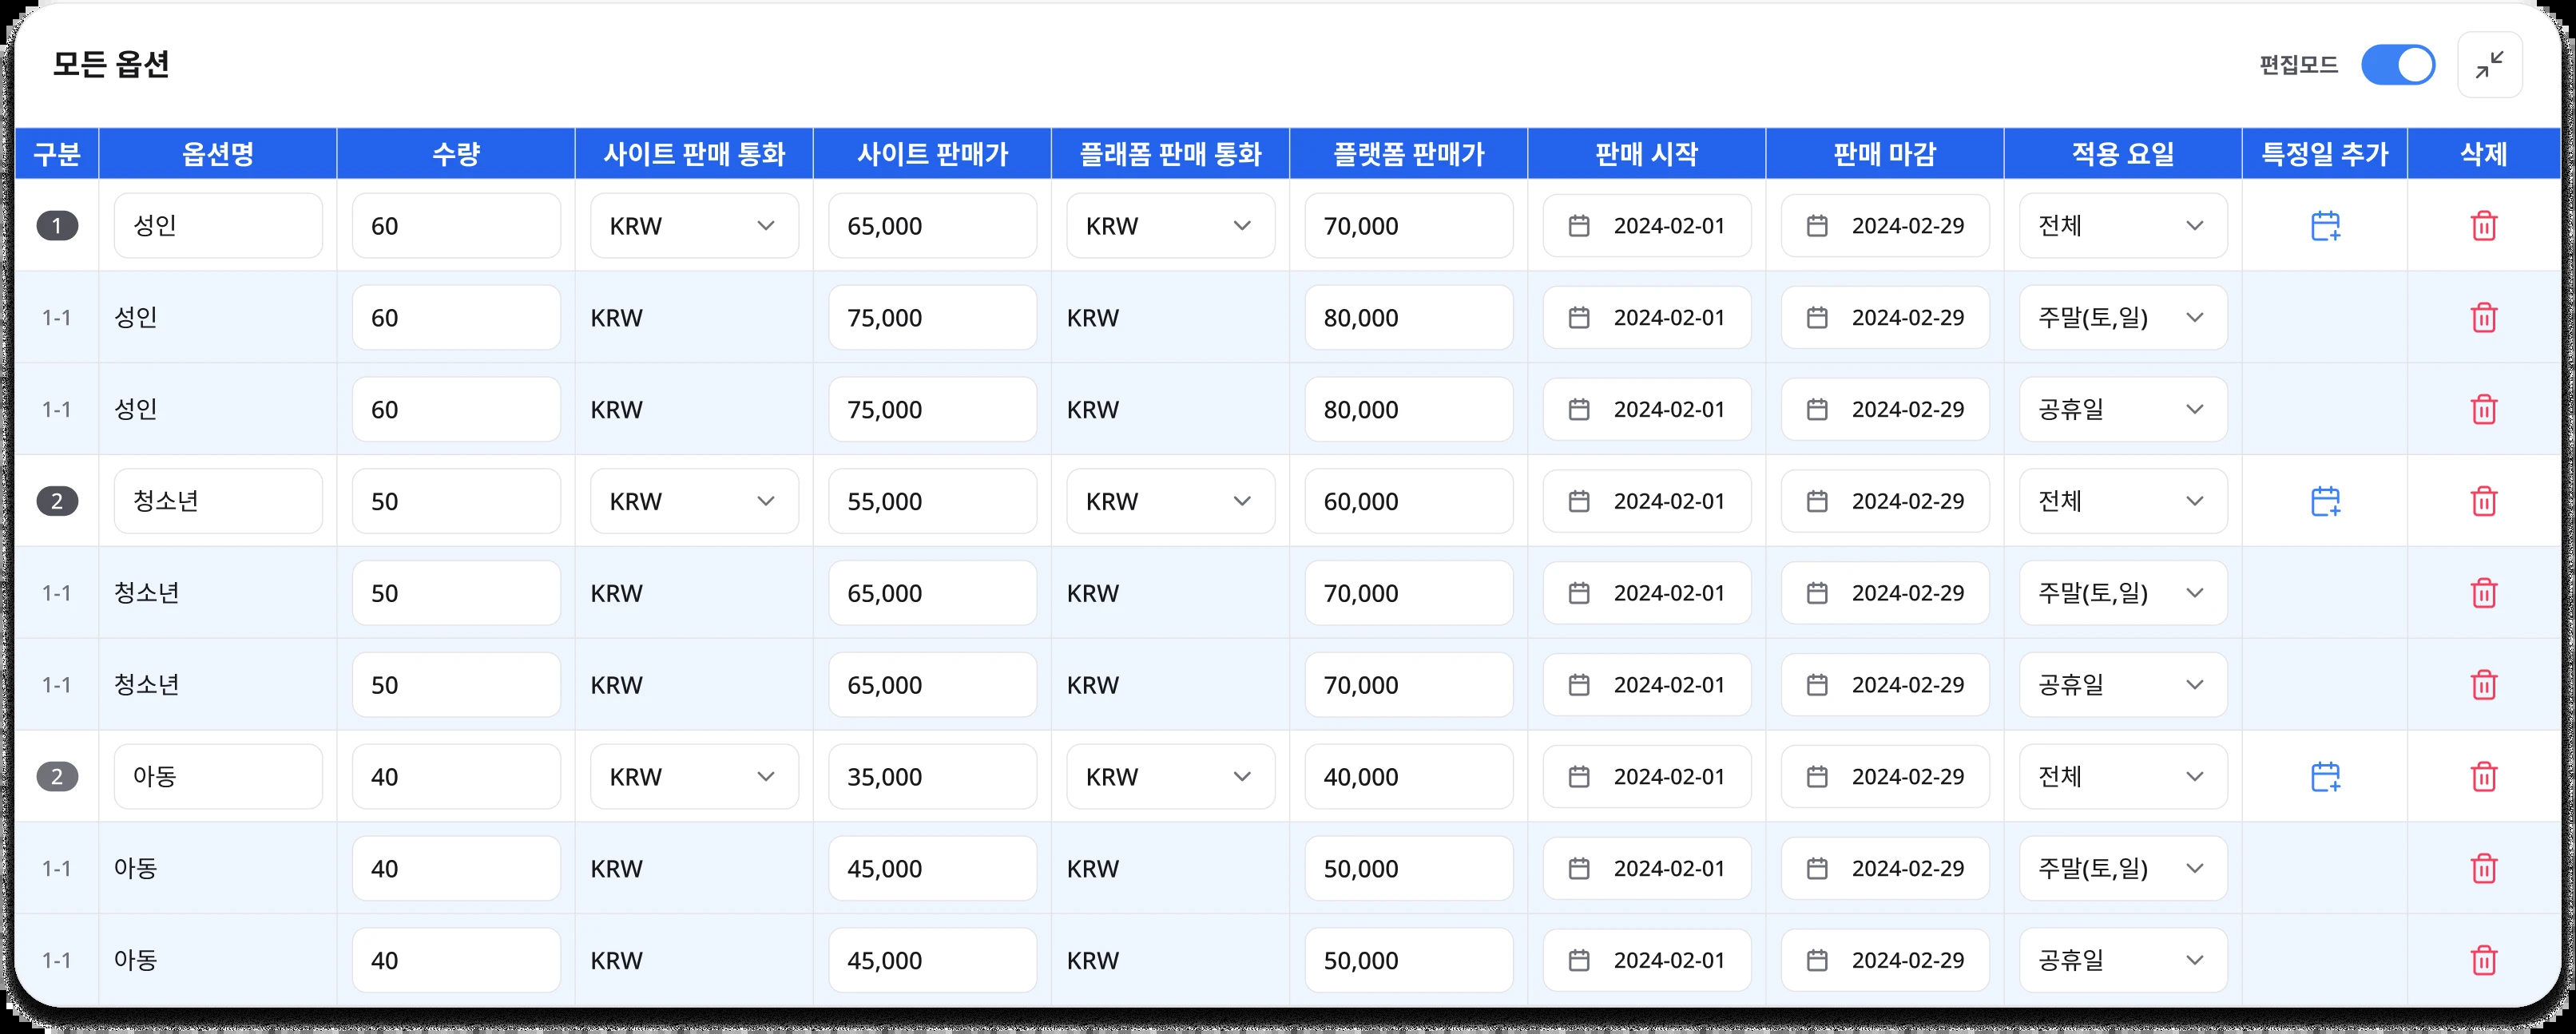 모든 옵션
편집모드
구분 옵션명 수량 사이트 판매 통화 사이트 판매가 플래폼 판매 통화 플랫폼 판매가 판매 시작 판매 마감 적용 요일 특정일 추가 삭제
1 성인 60 KRW 65,000 KRW 70,000 2024-02-01 2024-02-29 전체
1-1 성인 60 KRW 75,000 KRW 80,000 2024-02-01 2024-02-29 주말(토,일)
1-1 성인 60 KRW 75,000 KRW 80,000 2024-02-01 2024-02-29 공휴일
2 청소년 50 KRW 55,000 KRW 60,000 2024-02-01 2024-02-29 전체
1-1 청소년 50 KRW 65,000 KRW 70,000 2024-02-01 2024-02-29 주말(토,일)
1-1 청소년 50 KRW 65,000 KRW 70,000 2024-02-01 2024-02-29 공휴일
2 아동 40 KRW 35,000 KRW 40,000 2024-02-01 2024-02-29 전체
1-1 아동 40 KRW 45,000 KRW 50,000 2024-02-01 2024-02-29 주말(토,일)
1-1 아동 40 KRW 45,000 KRW 50,000 2024-02-01 2024-02-29 공휴일